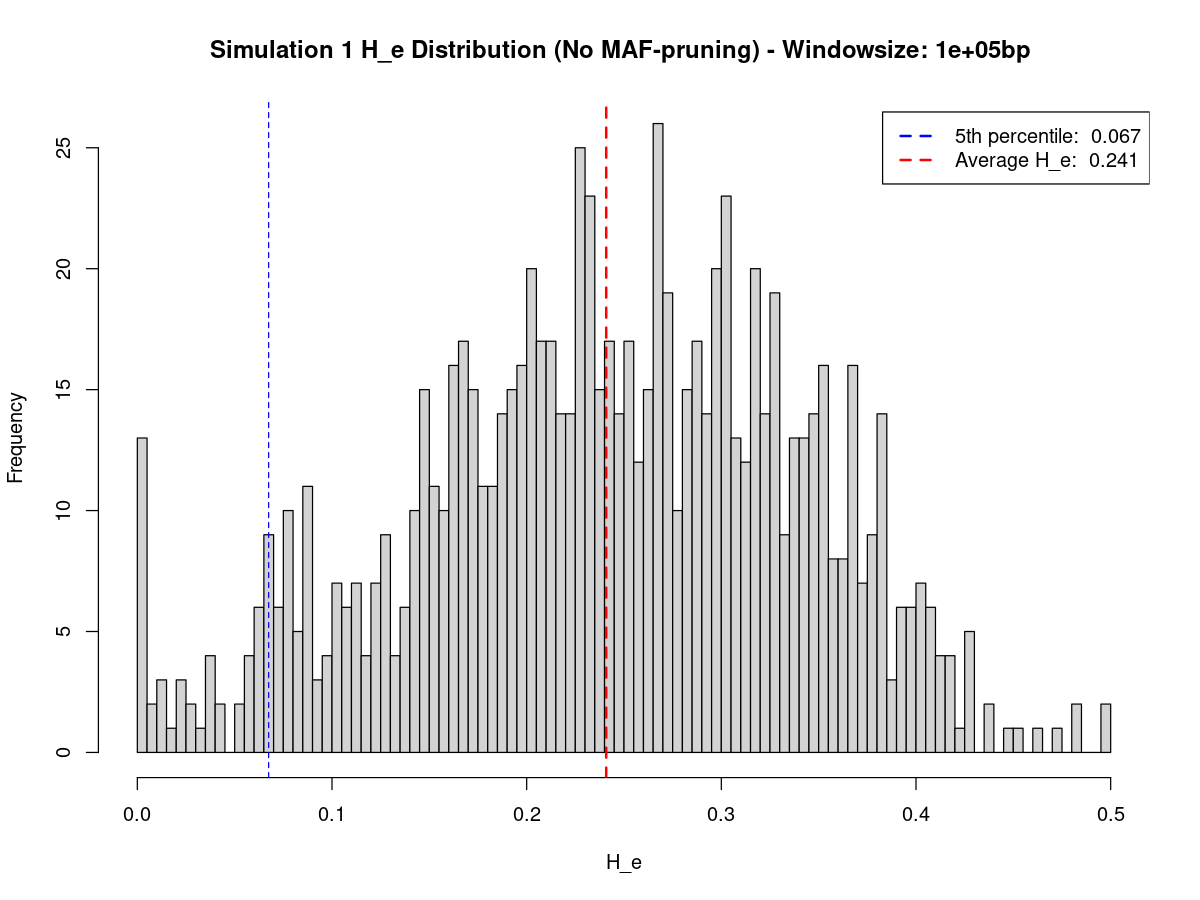 Simulation 1 H_e Distribution (No MAF-pruning) - Windowsize: 1e+05bp
5th percentile:  0.067
Average H_e:  0.241
Frequency
25
20
15
10
5
0
0.0 0.1 0.2 0.3 0.4 0.5
H_e